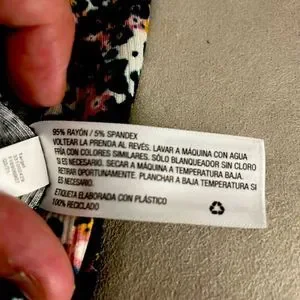 95% RAYÓN / 5% SPANDEX
VOLTEAR LA PRENDA AL REVÉS. LAVAR A MÁQUINA CON AGUA
FRÍA CON COLORES SIMILARES. SÓLO BLANQUEADOR SIN CLORO
SI ES NECESARIO. SECAR A MÁQUINA A TEMPERATURA BAJA.
RETIRAR OPORTUNAMENTE. PLANCHAR A BAJA TEMPERATURA SI
ES NECESARIO.
ETIQUETA ELABORADA CON PLÁSTICO
100% RECICLADO